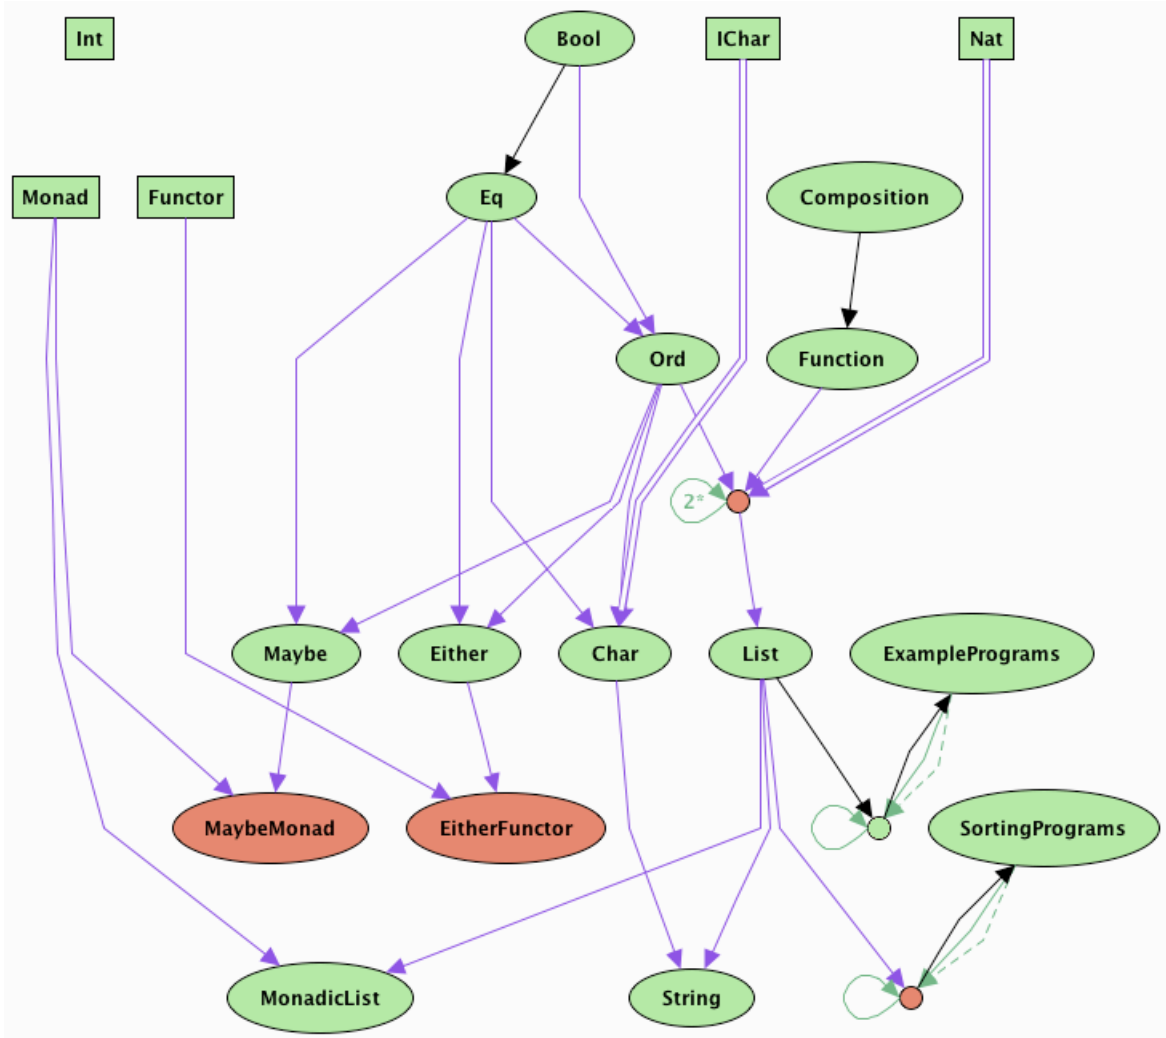 Int
Bool
IChar
Nat
Monad
Functor
Eq
Composition
Ord
Function
2*
Maybe
Either
Char
List
ExamplePrograms
MaybeMonad
EitherFunctor
SortingPrograms
MonadicList
String